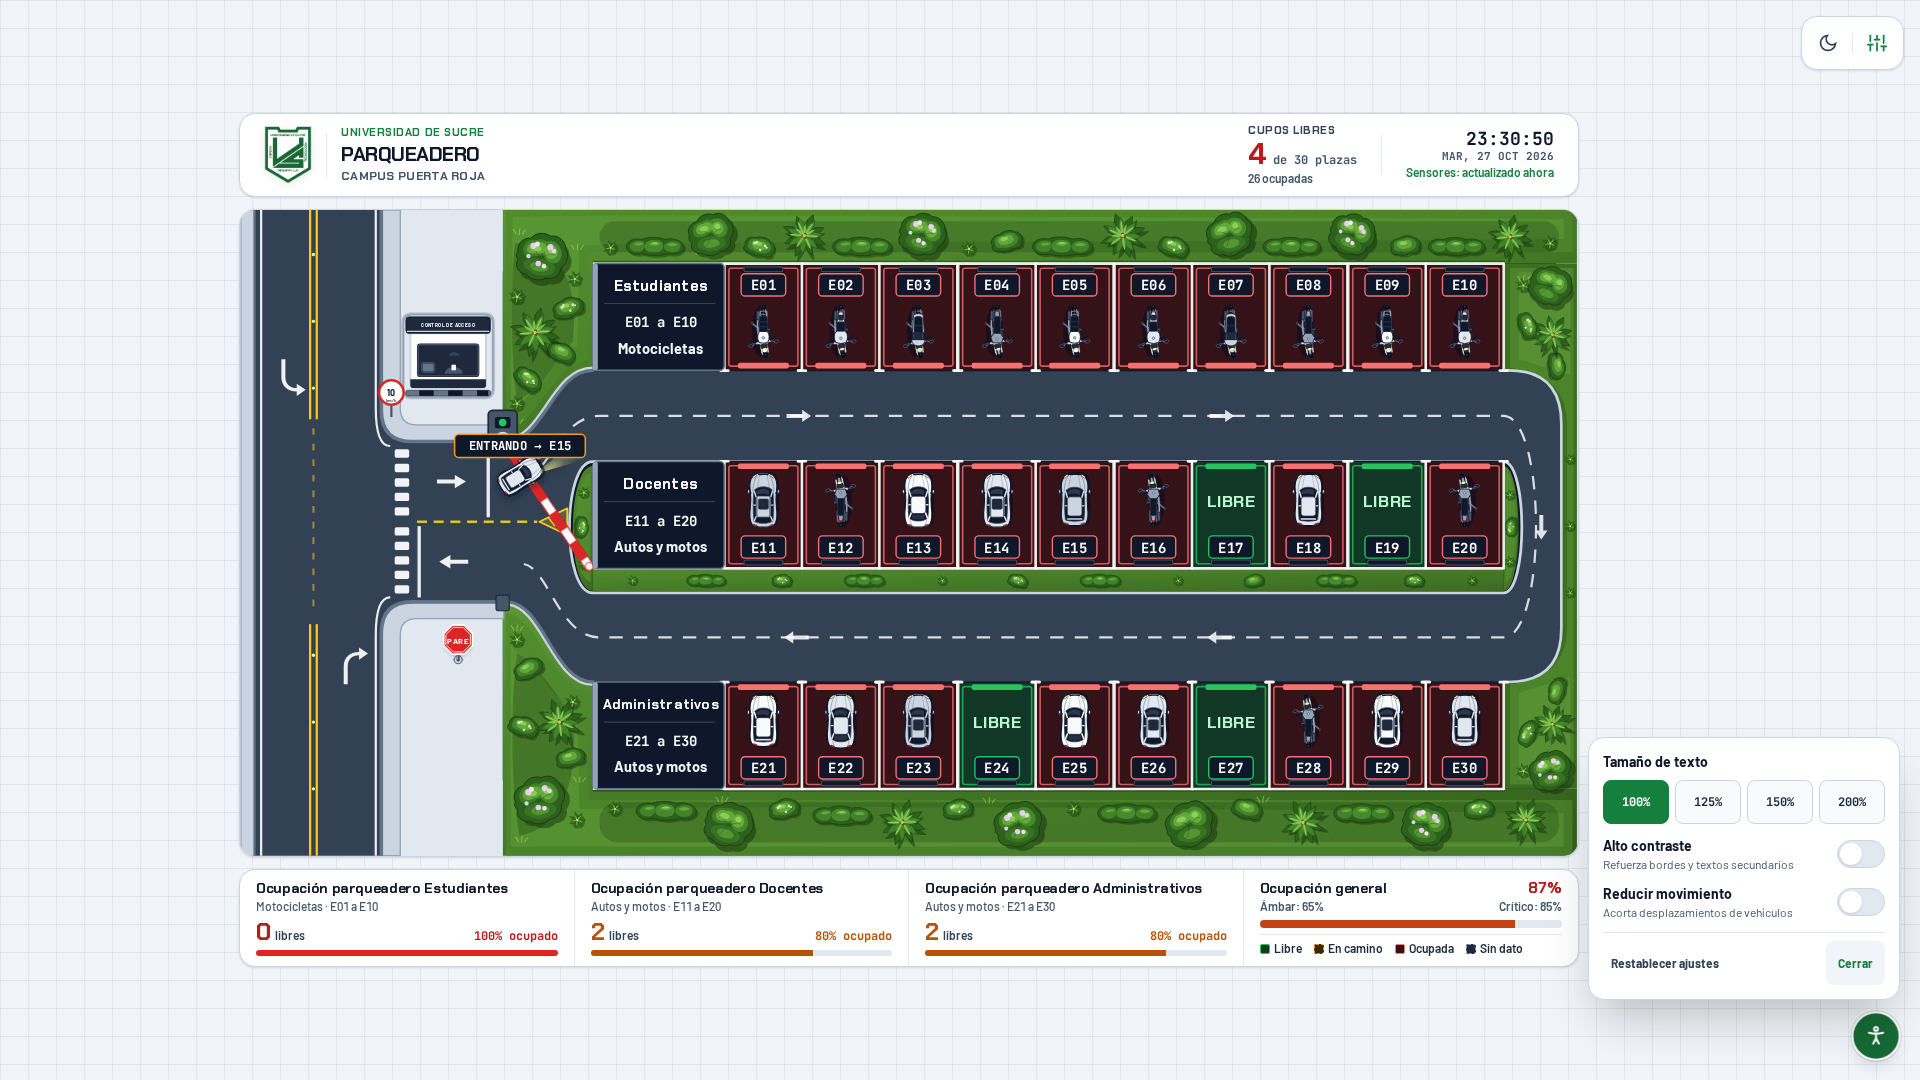 UNIVERSIDAD DE SUCRE
PARQUEADERO
CAMPUS PUERTA ROJA
CUPOS LIBRES
4 de 30 plazas
26 ocupadas
23:30:50
MAR, 27 OCT 2026
Sensores: actualizado ahora
CONTROL DE ACCESO
10
ENTRANDO → E15
PARE
Estudiantes
E01 a E10
Motocicletas
E01 E02 E03 E04 E05 E06 E07 E08 E09 E10
Docentes
E11 a E20
Autos y motos
LIBRE LIBRE
E11 E12 E13 E14 E15 E16 E17 E18 E19 E20
Administrativos
E21 a E30
Autos y motos
LIBRE LIBRE
E21 E22 E23 E24 E25 E26 E27 E28 E29 E30
Ocupación parqueadero Estudiantes
Motocicletas · E01 a E10
0 libres 100% ocupado
Ocupación parqueadero Docentes
Autos y motos · E11 a E20
2 libres 80% ocupado
Ocupación parqueadero Administrativos
Autos y motos · E21 a E30
2 libres 80% ocupado
Ocupación general 87%
Ámbar: 65% Crítico: 85%
Libre En camino Ocupada Sin dato
Tamaño de texto
100% 125% 150% 200%
Alto contraste
Refuerza bordes y textos secundarios
Reducir movimiento
Acorta desplazamientos de vehículos
Restablecer ajustes Cerrar